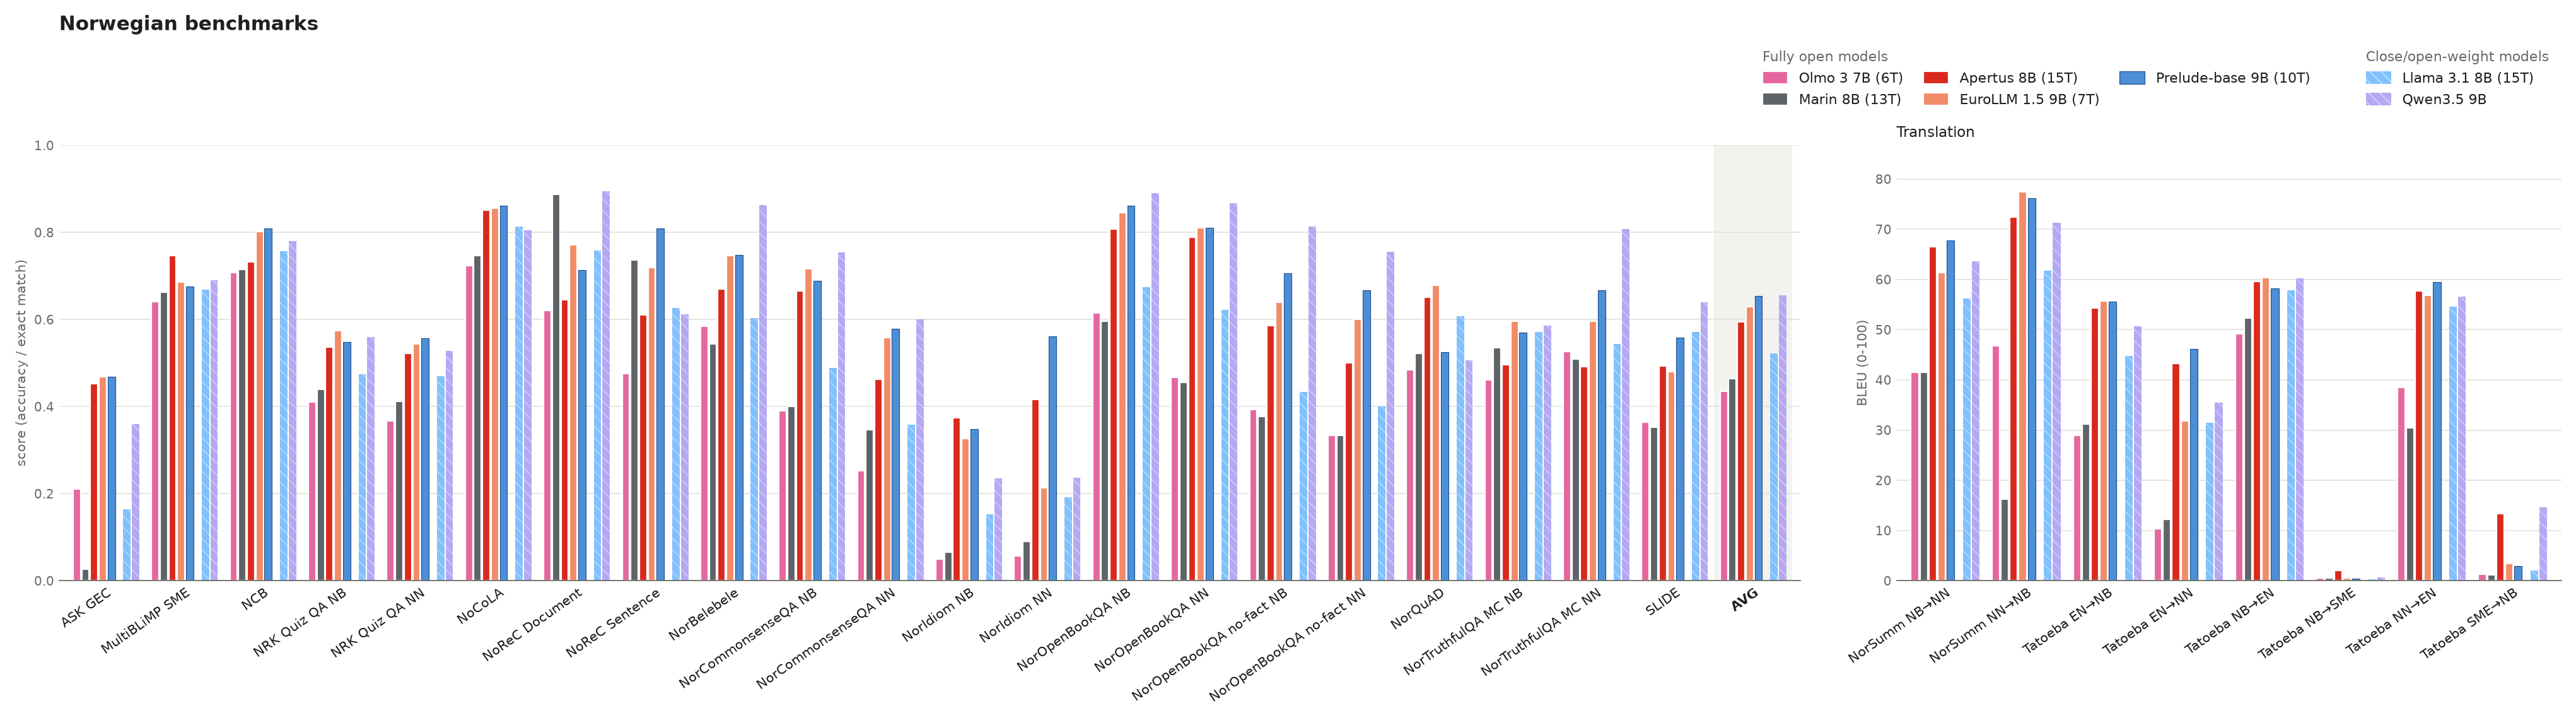 Norwegian benchmarks
Fully open models
Close/open-weight models
Olmo 3 7B (6T)
Apertus 8B (15T)
Prelude-base 9B (10T)
Llama 3.1 8B (15T)
Marin 8B (13T)
EuroLLM 1.5 9B (7T)
Qwen3.5 9B
score (accuracy / exact match)
1.0
0.8
0.6
0.4
0.2
0.0
ASK GEC
MultiBLiMP SME
NCB
NRK Quiz QA NB
NRK Quiz QA NN
NoCoLA
NoReC Document
NoReC Sentence
NorBelebele
NorCommonsenseQA NB
NorCommonsenseQA NN
NorIdiom NB
NorIdiom NN
NorOpenBookQA NB
NorOpenBookQA NN
NorOpenBookQA no-fact NB
NorOpenBookQA no-fact NN
NorQuAD
NorTruthfulQA MC NB
NorTruthfulQA MC NN
SLIDE
AVG
Translation
BLEU (0-100)
80
70
60
50
40
30
20
10
0
NorSumm NB→NN
NorSumm NN→NB
Tatoeba EN→NB
Tatoeba EN→NN
Tatoeba NB→EN
Tatoeba NB→SME
Tatoeba NN→EN
Tatoeba SME→NB